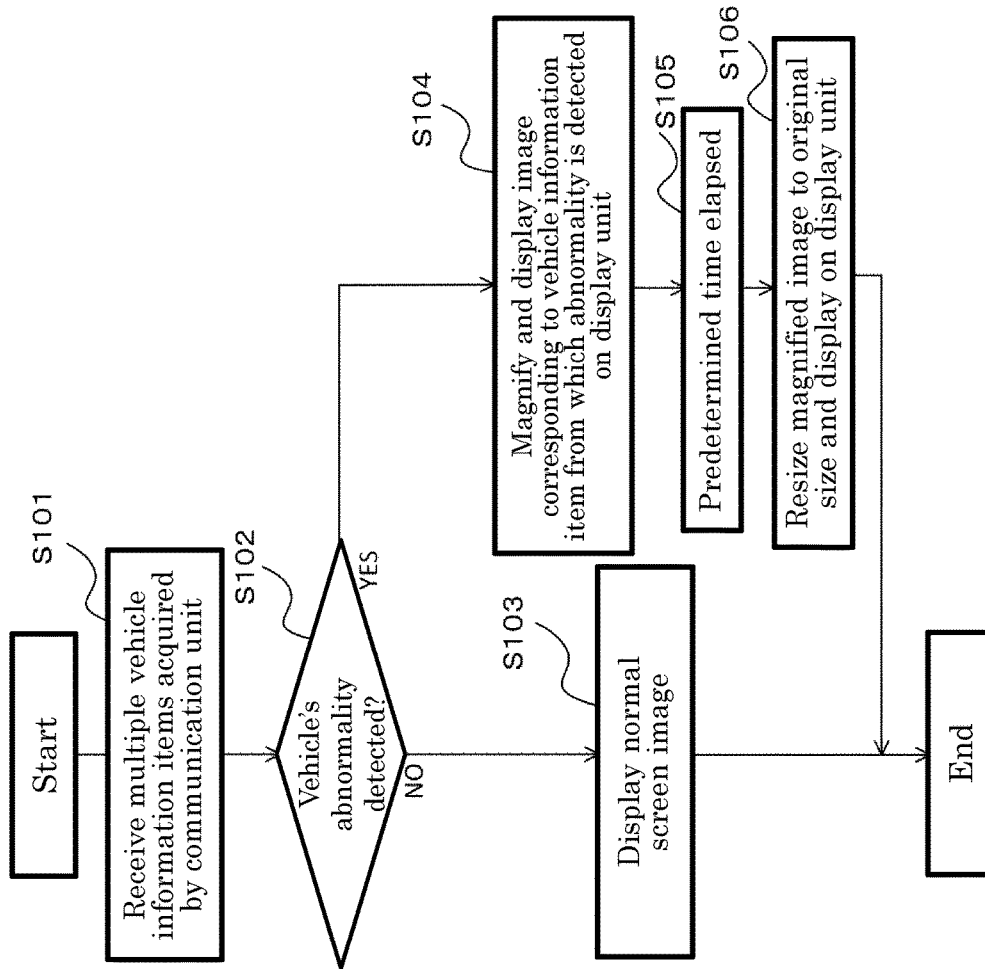 Start
S101
Receive multiple vehicle
information items acquired
by communication unit
S102
Vehicle's
abnormality
detected?
YES
NO
S103
Display normal
screen image
S104
Magnify and display image
corresponding to vehicle information
item from which abnormality is detected
on display unit
S105
Predetermined time elapsed
S106
Resize magnified image to original
size and display on display unit
End